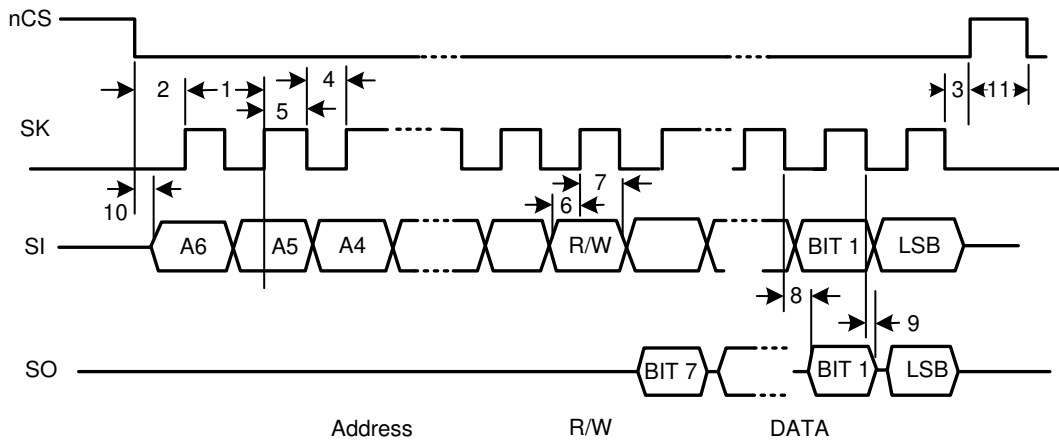 nCS
2 1 4 3 11
5
SK
7
10 6
SI A6 A5 A4 R/W BIT 1 LSB
8 9
SO BIT 7 BIT 1 LSB
Address R/W DATA